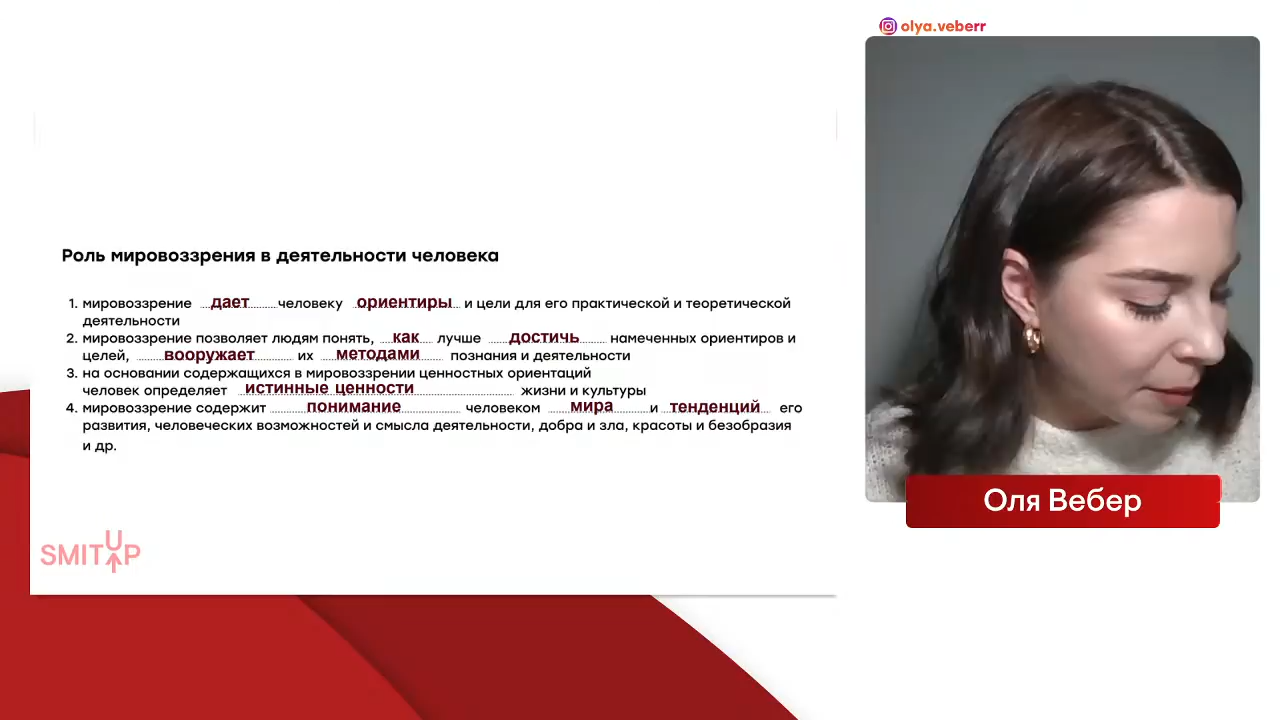 olya.veberr
Роль мировоззрения в деятельности человека
1. мировоззрение дает человеку ориентиры и цели для его практической и теоретической
деятельности
2. мировоззрение позволяет людям понять, как лучше достичь намеченных ориентиров и
целей, вооружает их методами познания и деятельности
3. на основании содержащихся в мировоззрении ценностных ориентаций
человек определяет истинные ценности жизни и культуры
4. мировоззрение содержит понимание человеком мира и тенденций его
развития, человеческих возможностей и смысла деятельности, добра и зла, красоты и безобразия
и др.
Оля Вебер
SMITUP